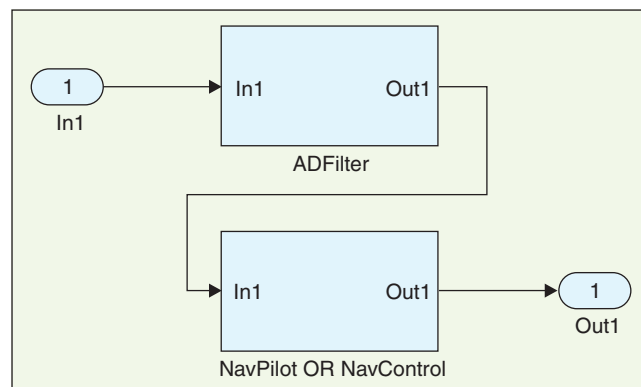 1
In1
In1 Out1
ADFilter
In1 Out1
NavPilot OR NavControl
1
Out1